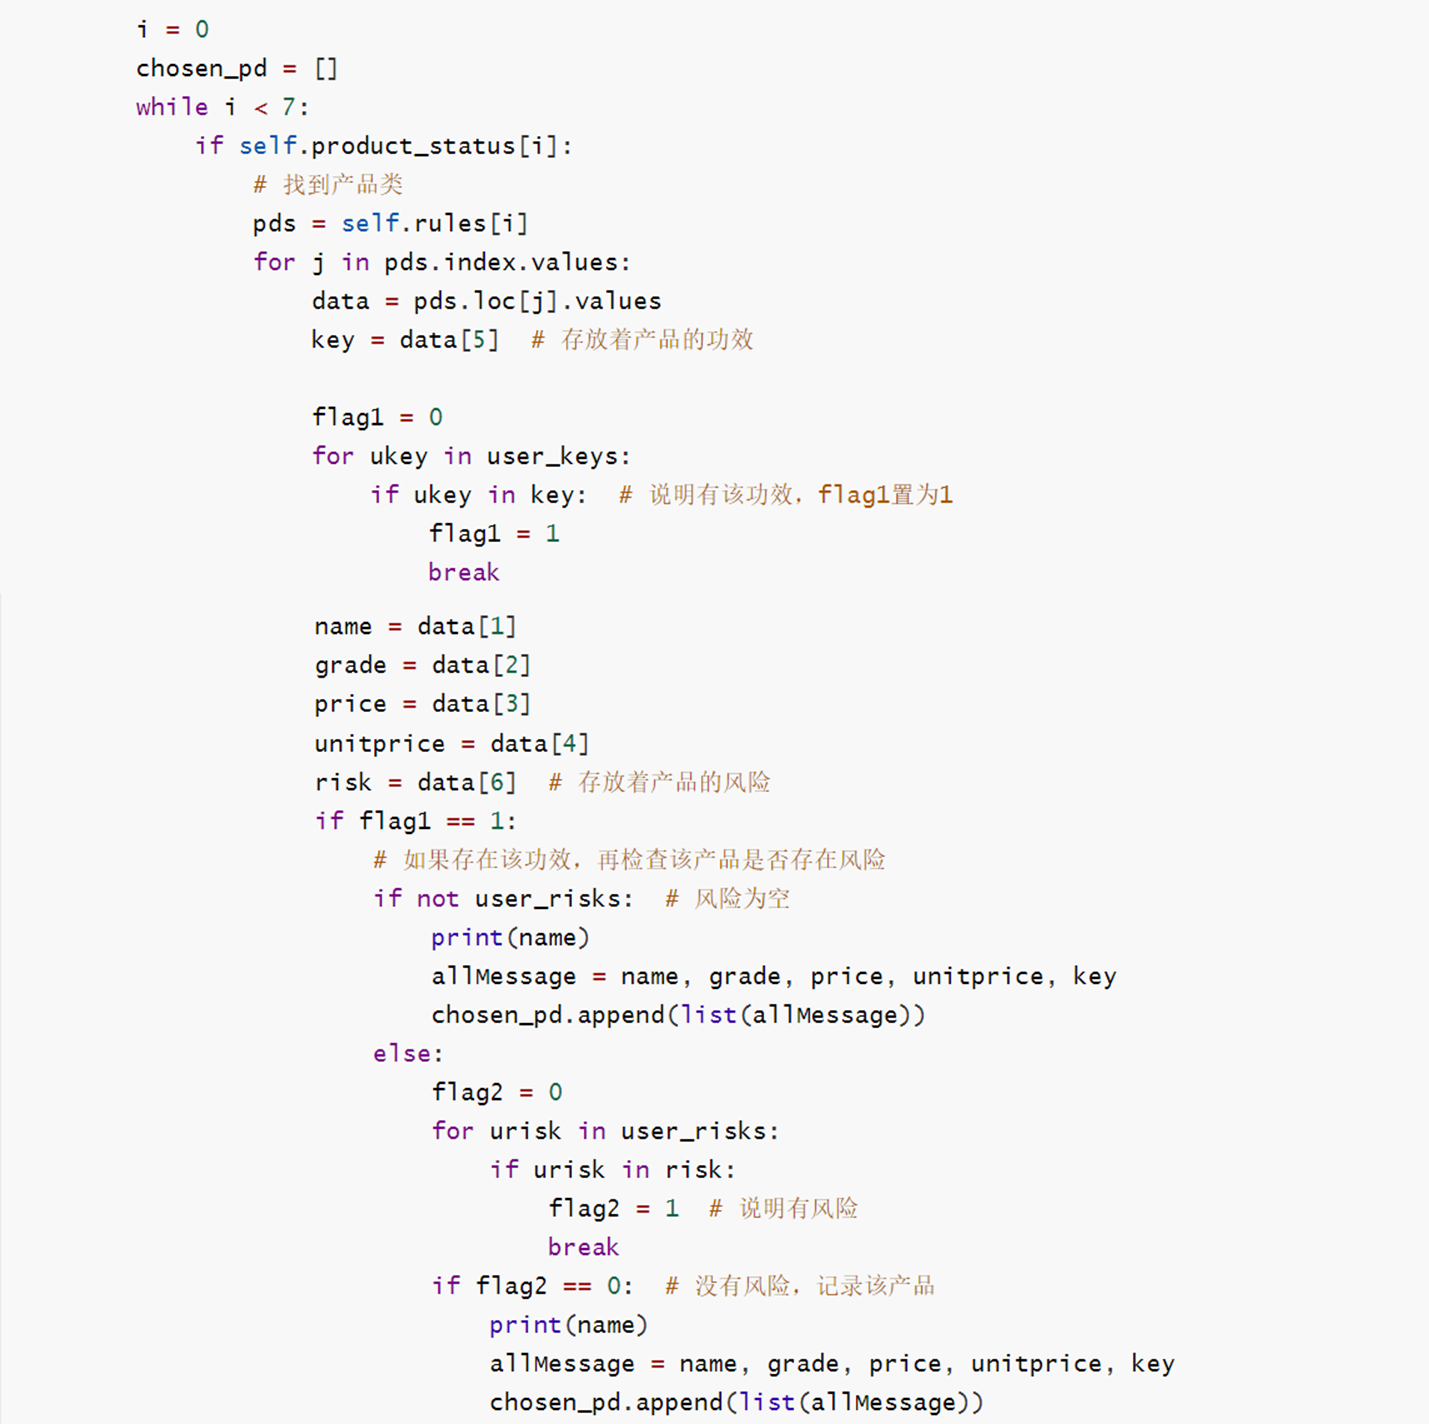 i = 0
chosen_pd = []
while i < 7:
    if self.product_status[i]:
        # 找到产品类
        pds = self.rules[i]
        for j in pds.index.values:
            data = pds.loc[j].values
            key = data[5]  # 存放着产品的功效

            flag1 = 0
            for ukey in user_keys:
                if ukey in key:  # 说明有该功效，flag1置为1
                    flag1 = 1
                    break
            name = data[1]
            grade = data[2]
            price = data[3]
            unitprice = data[4]
            risk = data[6]  # 存放着产品的风险
            if flag1 == 1:
                # 如果存在该功效，再检查该产品是否存在风险
                if not user_risks:  # 风险为空
                    print(name)
                    allMessage = name, grade, price, unitprice, key
                    chosen_pd.append(list(allMessage))
                else:
                    flag2 = 0
                    for urisk in user_risks:
                        if urisk in risk:
                            flag2 = 1  # 说明有风险
                            break
                    if flag2 == 0:  # 没有风险，记录该产品
                        print(name)
                        allMessage = name, grade, price, unitprice, key
                        chosen_pd.append(list(allMessage))